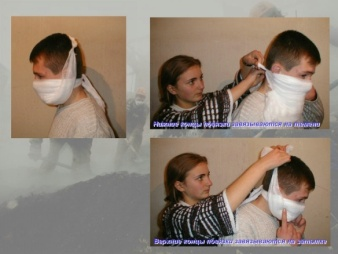 Нижние концы повязки завязываются на темени
Верхние концы повязки завязываются на затылке